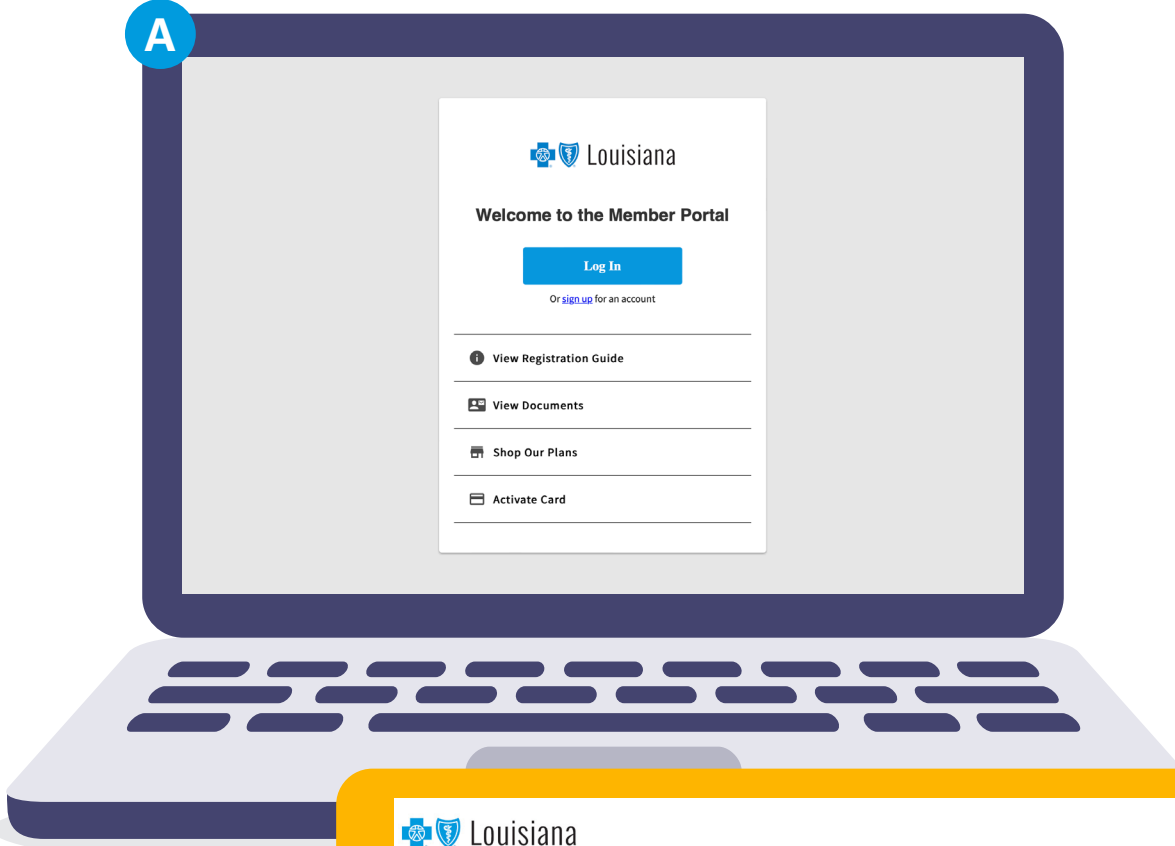 A
Louisiana
Welcome to the Member Portal
Log In
Or sign up for an account
View Registration Guide
View Documents
Shop Our Plans
Activate Card
Louisiana